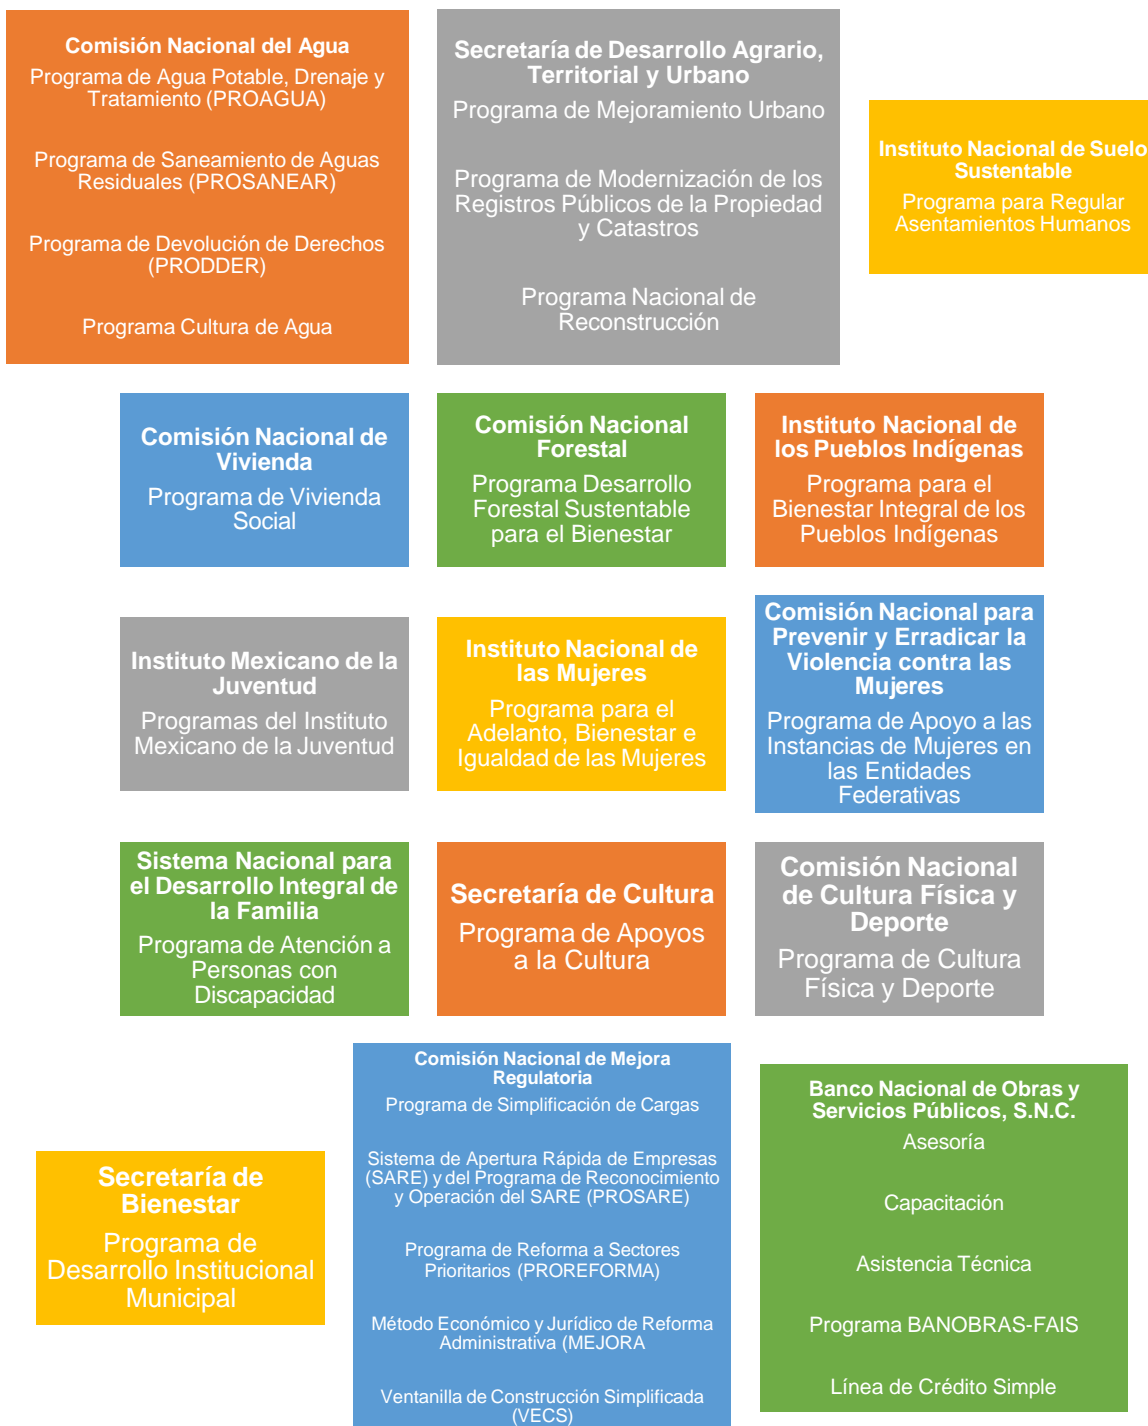 Comisión Nacional del Agua
Programa de Agua Potable, Drenaje y
Tratamiento (PROAGUA)
Programa de Saneamiento de Aguas
Residuales (PROSANEAR)
Programa de Devolución de Derechos
(PRODDER)
Programa Cultura de Agua
Secretaría de Desarrollo Agrario,
Territorial y Urbano
Programa de Mejoramiento Urbano
Programa de Modernización de los
Registros Públicos de la Propiedad
y Catastros
Programa Nacional de
Reconstrucción
Instituto Nacional de Suelo
Sustentable
Programa para Regular
Asentamientos Humanos
Comisión Nacional de
Vivienda
Programa de Vivienda
Social
Comisión Nacional
Forestal
Programa Desarrollo
Forestal Sustentable
para el Bienestar
Instituto Nacional de
los Pueblos Indígenas
Programa para el
Bienestar Integral de los
Pueblos Indígenas
Instituto Mexicano de la
Juventud
Programas del Instituto
Mexicano de la Juventud
Instituto Nacional de
las Mujeres
Programa para el
Adelanto, Bienestar e
Igualdad de las Mujeres
Comisión Nacional para
Prevenir y Erradicar la
Violencia contra las
Mujeres
Programa de Apoyo a las
Instancias de Mujeres en
las Entidades
Federativas
Sistema Nacional para
el Desarrollo Integral de
la Familia
Programa de Atención a
Personas con
Discapacidad
Secretaría de Cultura
Programa de Apoyos
a la Cultura
Comisión Nacional
de Cultura Física y
Deporte
Programa de Cultura
Física y Deporte
Secretaría de
Bienestar
Programa de
Desarrollo Institucional
Municipal
Comisión Nacional de Mejora
Regulatoria
Programa de Simplificación de Cargas
Sistema de Apertura Rápida de Empresas
(SARE) y del Programa de Reconocimiento
y Operación del SARE (PROSARE)
Programa de Reforma a Sectores
Prioritarios (PROREFORMA)
Método Económico y Jurídico de Reforma
Administrativa (MEJORA
Ventanilla de Construcción Simplificada
(VECS)
Banco Nacional de Obras y
Servicios Públicos, S.N.C.
Asesoría
Capacitación
Asistencia Técnica
Programa BANOBRAS-FAIS
Línea de Crédito Simple